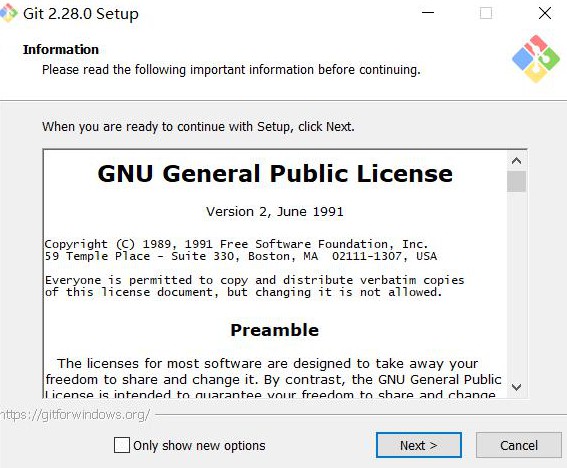 Git 2.28.0 Setup
Information
Please read the following important information before continuing.
When you are ready to continue with Setup, click Next.
GNU General Public License
Version 2, June 1991
Copyright (C) 1989, 1991 Free Software Foundation, Inc.
59 Temple Place - Suite 330, Boston, MA  02111-1307, USA
Everyone is permitted to copy and distribute verbatim copies
of this license document, but changing it is not allowed.
Preamble
The licenses for most software are designed to take away your
freedom to share and change it. By contrast, the GNU General Public
License is intended to guarantee your freedom to share and change
https://gitforwindows.org/
Only show new options
Next >
Cancel